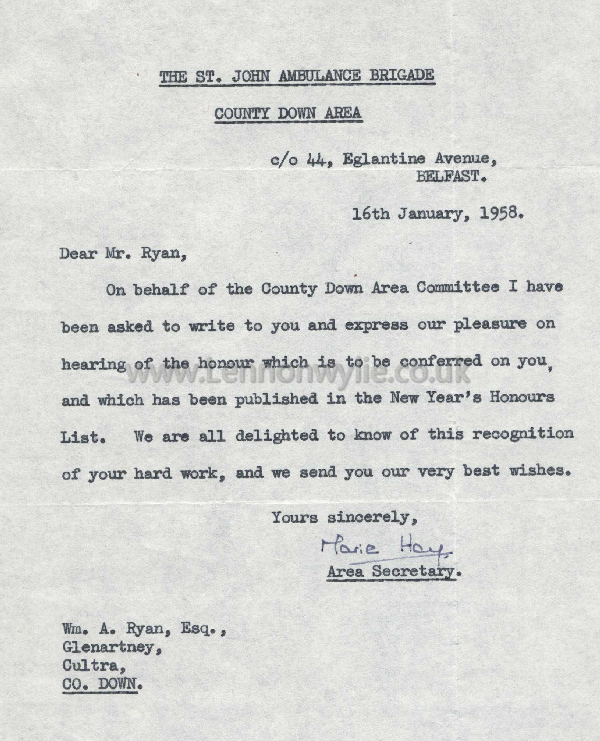 THE ST. JOHN AMBULANCE BRIGADE
COUNTY DOWN AREA
c/o 44, Eglantine Avenue,
BELFAST.
16th January, 1958.
Dear Mr. Ryan,
On behalf of the County Down Area Committee I have
been asked to write to you and express our pleasure on
hearing of the honour which is to be conferred on you,
www.Lennonwylie.co.uk
and which has been published in the New Year's Honours
List. We are all delighted to know of this recognition
of your hard work, and we send you our very best wishes.
Yours sincerely,
Marie Hay
Area Secretary.
Wm. A. Ryan, Esq.,
Glenartney,
Cultra,
CO. DOWN.